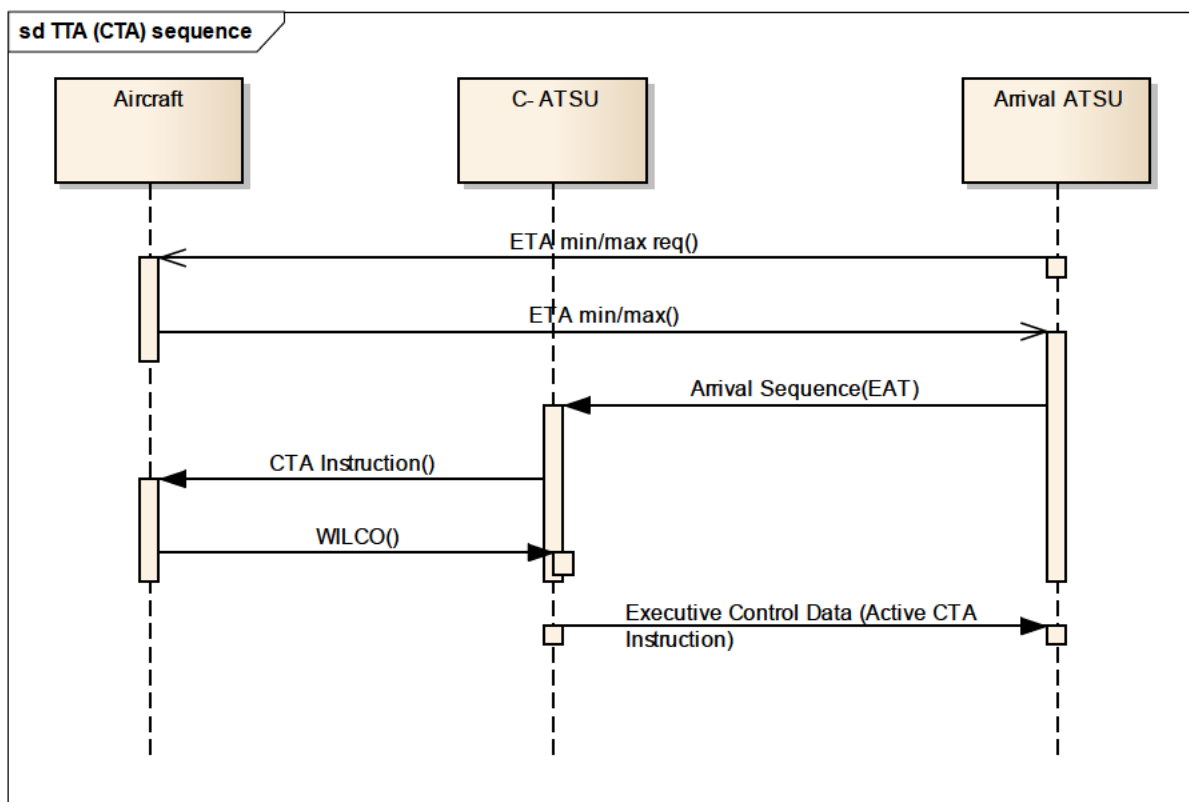 sd TTA (CTA) sequence
Aircraft
C- ATSU
Arrival ATSU
ETA min/max req()
ETA min/max()
Arrival Sequence(EAT)
CTA Instruction()
WILCO()
Executive Control Data (Active CTA
Instruction)